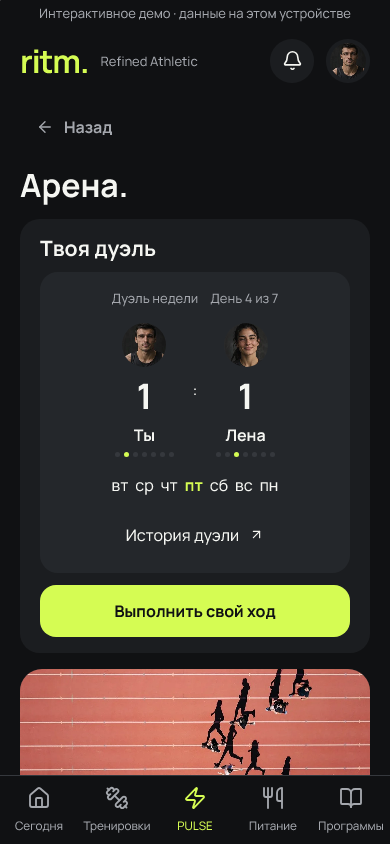 Интерактивное демо · данные на этом устройстве
ritm. Refined Athletic
Назад
Арена.
Твоя дуэль
Дуэль недели День 4 из 7
1 : 1
Ты Лена
вт ср чт пт сб вс пн
История дуэли
Выполнить свой ход
Сегодня Тренировки PULSE Питание Программы